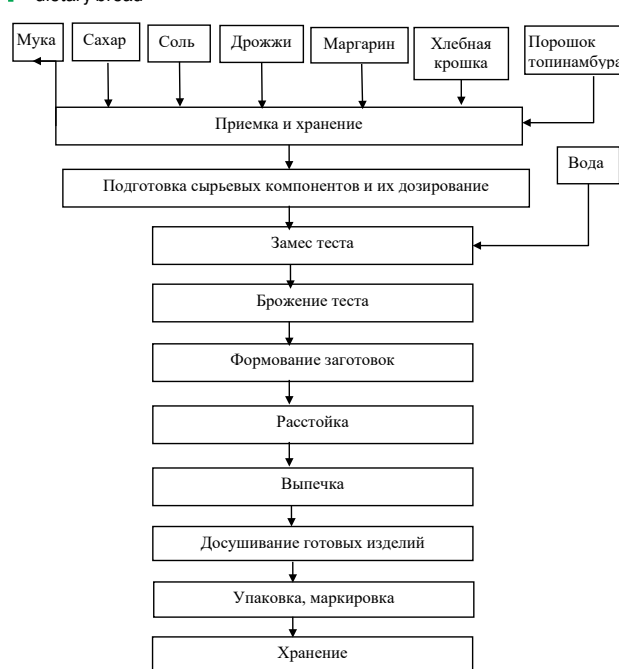 dietary bread
Мука
Сахар
Соль
Дрожжи
Маргарин
Хлебная
крошка
Порошок
топинамбура
Приемка и хранение
Вода
Подготовка сырьевых компонентов и их дозирование
Замес теста
Брожение теста
Формование заготовок
Расстойка
Выпечка
Досушивание готовых изделий
Упаковка, маркировка
Хранение